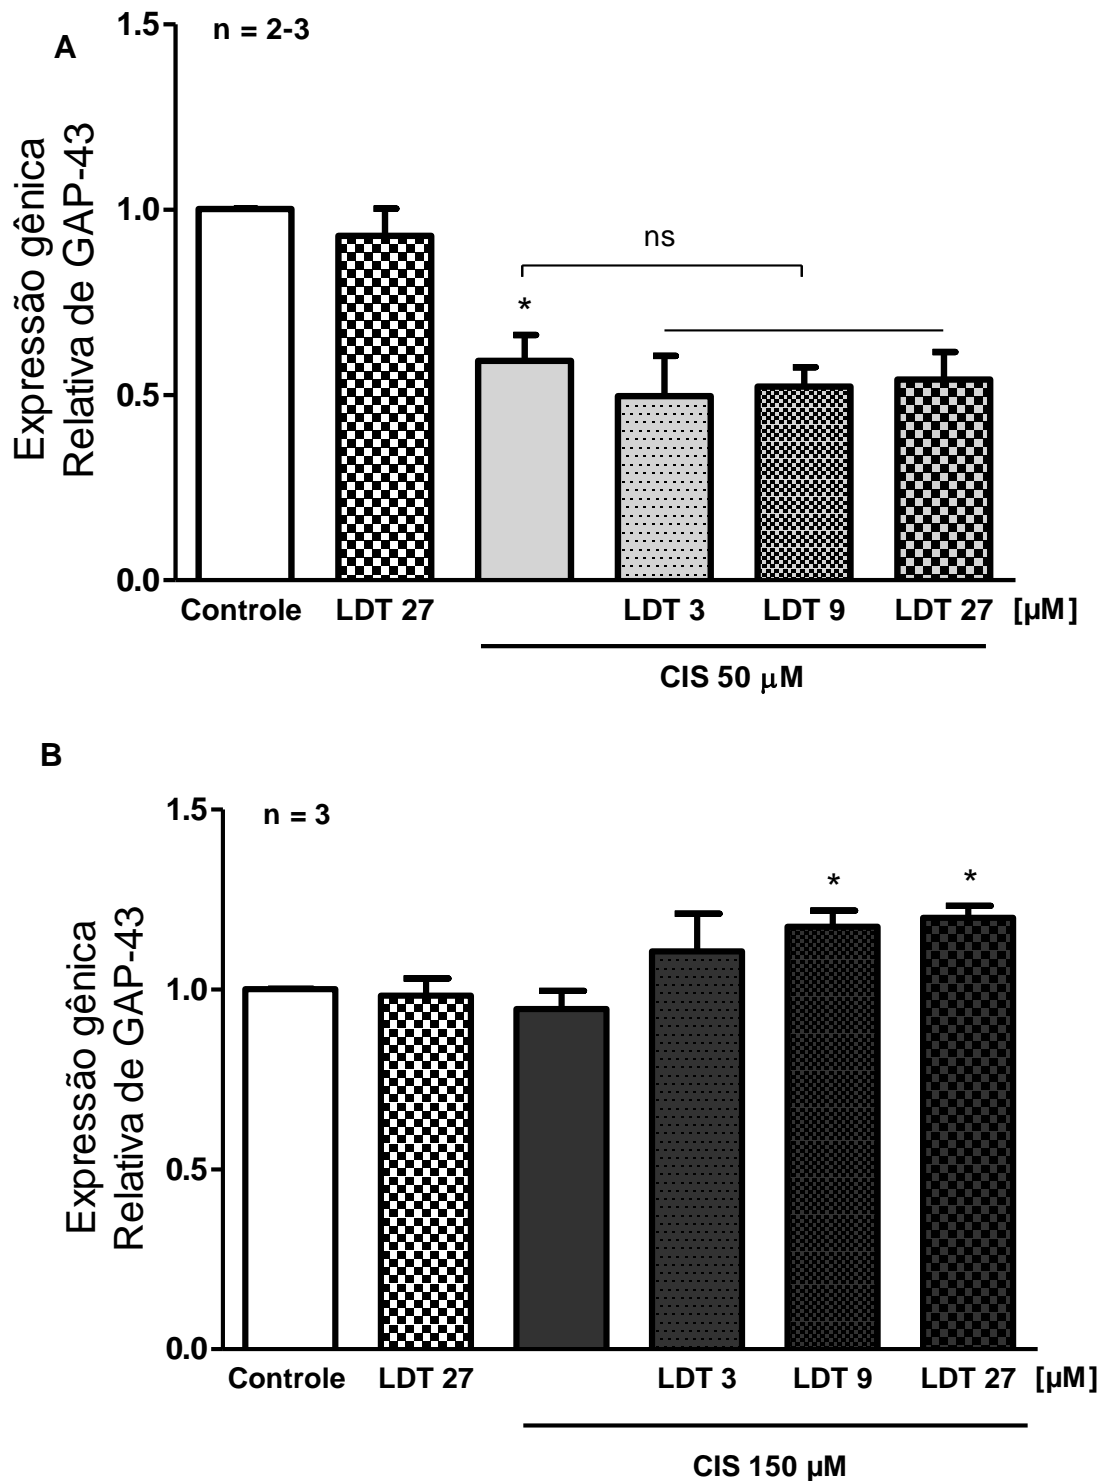 A
n = 2-3
Expressão gênica
Relativa de GAP-43
1.5
1.0
0.5
0.0
ns
*
Controle LDT 27 LDT 3 LDT 9 LDT 27 [µM]
CIS 50 µM
B
n = 3
Expressão gênica
Relativa de GAP-43
1.5
1.0
0.5
0.0
* *
Controle LDT 27 LDT 3 LDT 9 LDT 27 [µM]
CIS 150 µM